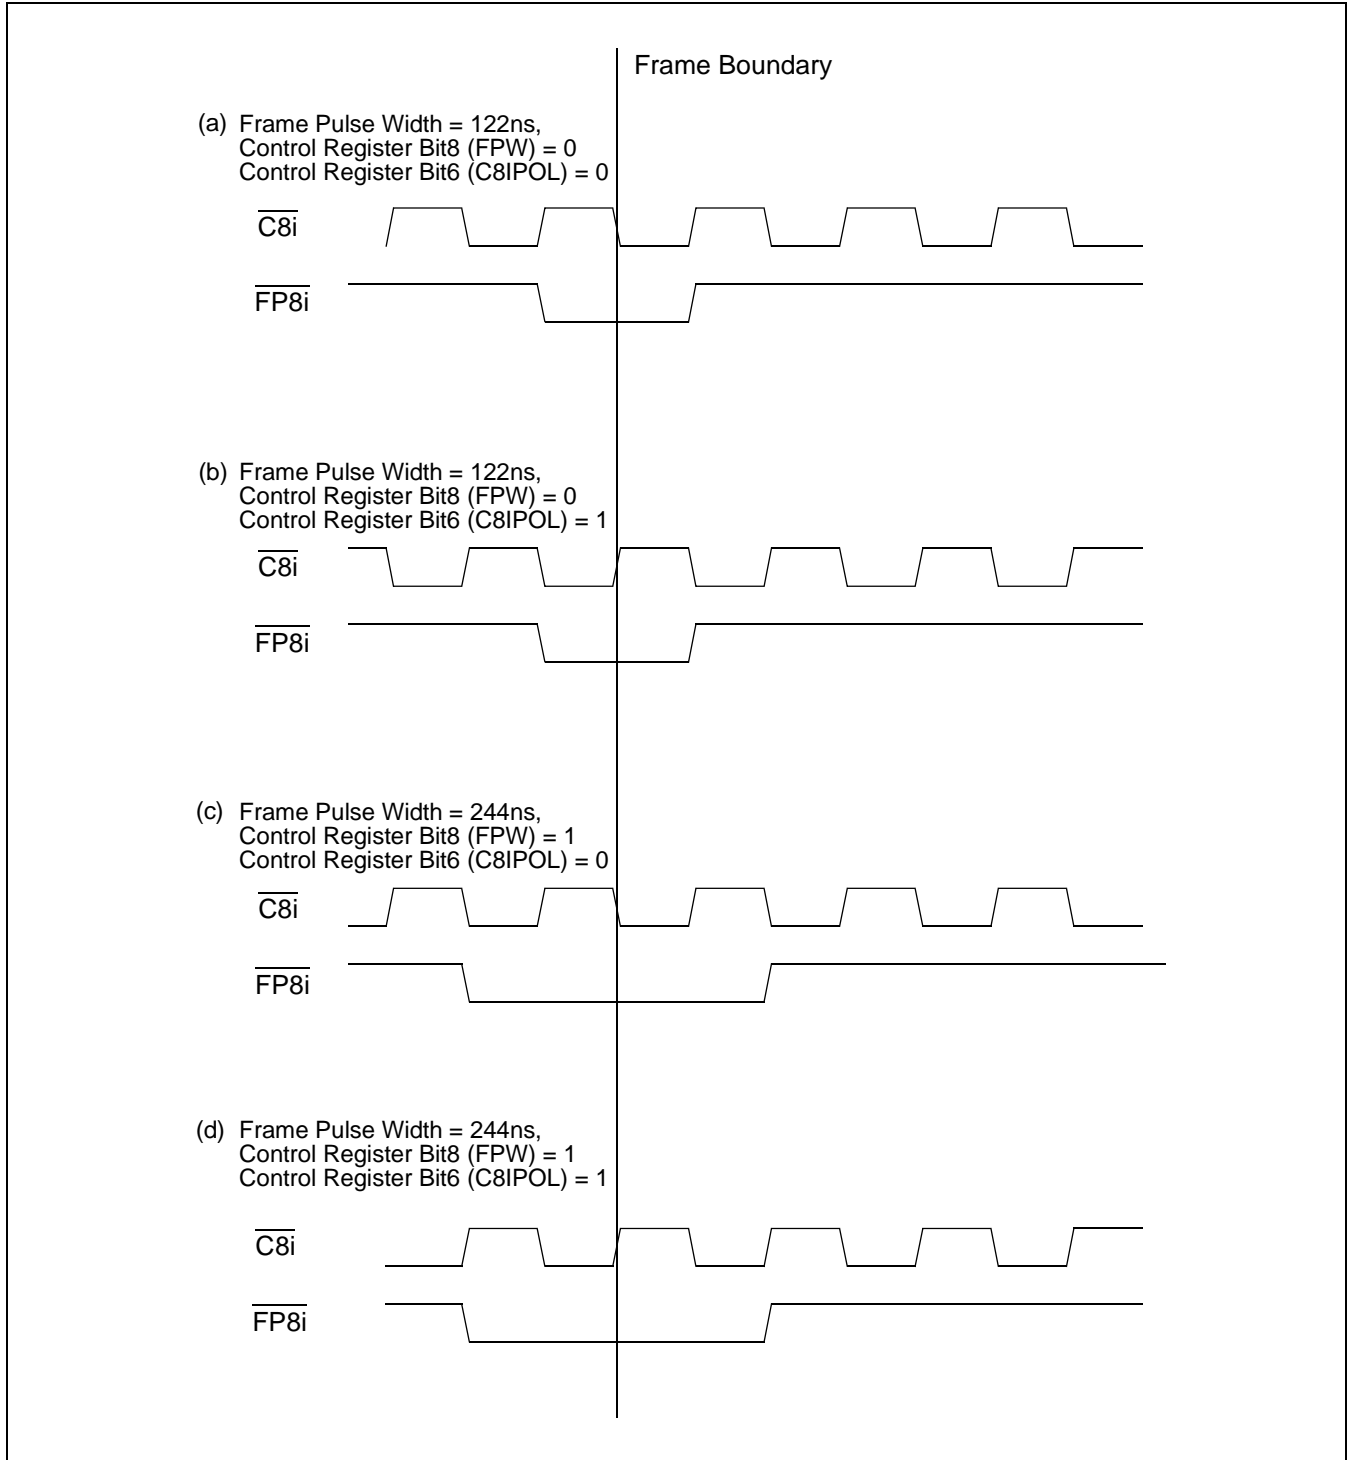 Frame Boundary
(a) Frame Pulse Width = 122ns,
Control Register Bit8 (FPW) = 0
Control Register Bit6 (C8IPOL) = 0
C8i
FP8i
(b) Frame Pulse Width = 122ns,
Control Register Bit8 (FPW) = 0
Control Register Bit6 (C8IPOL) = 1
C8i
FP8i
(c) Frame Pulse Width = 244ns,
Control Register Bit8 (FPW) = 1
Control Register Bit6 (C8IPOL) = 0
C8i
FP8i
(d) Frame Pulse Width = 244ns,
Control Register Bit8 (FPW) = 1
Control Register Bit6 (C8IPOL) = 1
C8i
FP8i